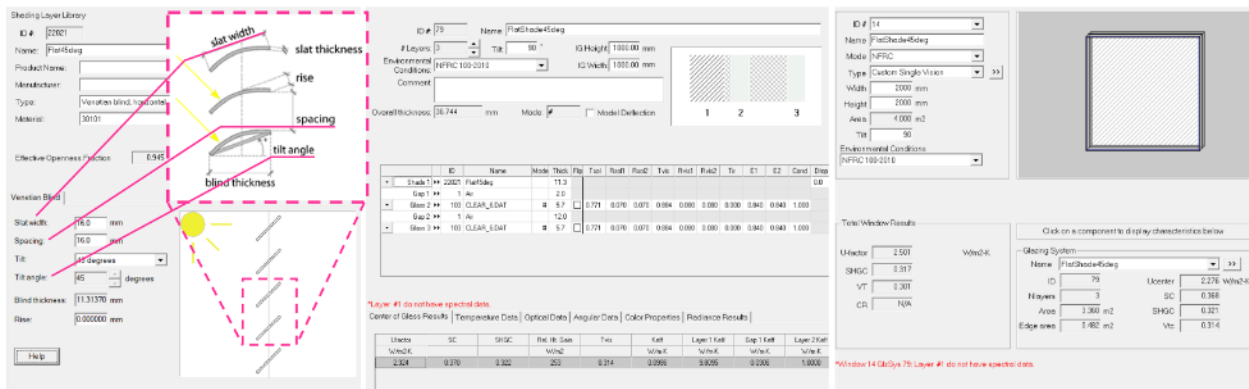 Shading Layer Library
ID #: 22021
Name: Flat45deg
Product Name:
Manufacturer:
Type: Venetian blind, horizontal
Material: 30101
Effective Openness Fraction 0.945
Venetian Blind
Slat width: 16.0 mm
Spacing: 16.0 mm
Tilt: 45 degrees
Tilt angle: 45 degrees
Blind thickness: 11.31370 mm
Rise: 0.000000 mm
Help
slat width
slat thickness
rise
spacing
tilt angle
blind thickness
ID #: 79 Name: FlatShade45deg
# Layers: 3 Tilt: 90 ° IG Height: 1000.00 mm
Environmental Conditions: NFRC 100-2010 IG Width: 1000.00 mm
Comment:
Overall thickness: 36.744 mm Mode: # Model Deflection
1 2 3
ID Name Mode Thick Flip Tsol Rsol1 Rsol2 Tvis Rvis1 Rvis2 Tir E1 E2 Cond
Shade 1 22021 Flat45deg 11.3 0.0
Gap 1 1 Air 2.0
Glass 2 103 CLEAR_6.DAT # 5.7 0.771 0.070 0.070 0.884 0.080 0.080 0.000 0.840 0.840 1.000
Gap 2 1 Air 12.0
Glass 3 103 CLEAR_6.DAT # 5.7 0.771 0.070 0.070 0.884 0.080 0.080 0.000 0.840 0.840 1.000
*Layer #1 do not have spectral data.
Center of Glass Results Temperature Data Optical Data Angular Data Color Properties Radiance Results
Ufactor SC SHGC Rel. Ht. Gain Tvis Keff Layer 1 Keff Gap 1 Keff Layer 2 Keff
W/m2-K W/m2 W/m-K W/m-K W/m-K W/m-K
2.324 0.370 0.322 253 0.314 0.0996 9.8095 0.0306 1.0000
ID #: 14
Name FlatShade45deg
Mode NFRC
Type Custom Single Vision >>
Width 2000 mm
Height 2000 mm
Area 4.000 m2
Tilt 90
Environmental Conditions
NFRC 100-2010
Total Window Results
U-factor 2.501 W/m2-K
SHGC 0.317
VT 0.301
CR N/A
Click on a component to display characteristics below
Glazing System
Name FlatShade45deg >>
ID 79 Ucenter 2.276 W/m2-K
Nlayers 3 SC 0.368
Area 3.360 m2 SHGC 0.321
Edge area 0.482 m2 Vtc 0.314
*Window 14 GlzSys 79: Layer #1 do not have spectral data.